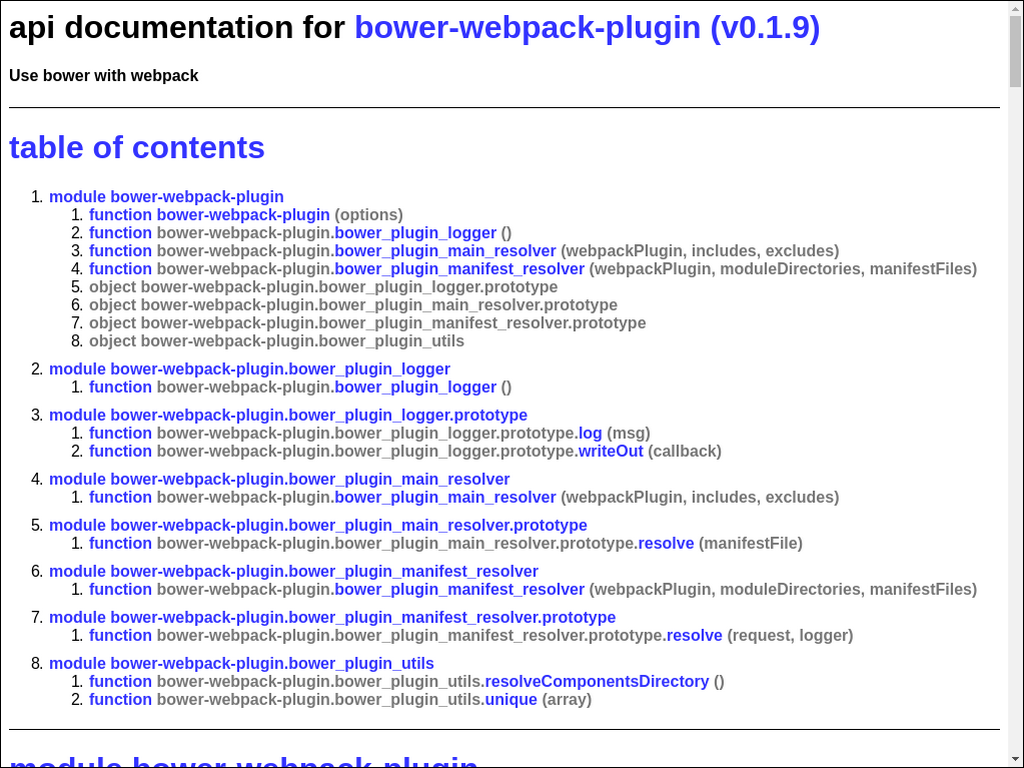 api documentation for bower-webpack-plugin (v0.1.9)
Use bower with webpack
table of contents
1. module bower-webpack-plugin
1. function bower-webpack-plugin (options)
2. function bower-webpack-plugin.bower_plugin_logger ()
3. function bower-webpack-plugin.bower_plugin_main_resolver (webpackPlugin, includes, excludes)
4. function bower-webpack-plugin.bower_plugin_manifest_resolver (webpackPlugin, moduleDirectories, manifestFiles)
5. object bower-webpack-plugin.bower_plugin_logger.prototype
6. object bower-webpack-plugin.bower_plugin_main_resolver.prototype
7. object bower-webpack-plugin.bower_plugin_manifest_resolver.prototype
8. object bower-webpack-plugin.bower_plugin_utils
2. module bower-webpack-plugin.bower_plugin_logger
1. function bower-webpack-plugin.bower_plugin_logger ()
3. module bower-webpack-plugin.bower_plugin_logger.prototype
1. function bower-webpack-plugin.bower_plugin_logger.prototype.log (msg)
2. function bower-webpack-plugin.bower_plugin_logger.prototype.writeOut (callback)
4. module bower-webpack-plugin.bower_plugin_main_resolver
1. function bower-webpack-plugin.bower_plugin_main_resolver (webpackPlugin, includes, excludes)
5. module bower-webpack-plugin.bower_plugin_main_resolver.prototype
1. function bower-webpack-plugin.bower_plugin_main_resolver.prototype.resolve (manifestFile)
6. module bower-webpack-plugin.bower_plugin_manifest_resolver
1. function bower-webpack-plugin.bower_plugin_manifest_resolver (webpackPlugin, moduleDirectories, manifestFiles)
7. module bower-webpack-plugin.bower_plugin_manifest_resolver.prototype
1. function bower-webpack-plugin.bower_plugin_manifest_resolver.prototype.resolve (request, logger)
8. module bower-webpack-plugin.bower_plugin_utils
1. function bower-webpack-plugin.bower_plugin_utils.resolveComponentsDirectory ()
2. function bower-webpack-plugin.bower_plugin_utils.unique (array)
module bower-webpack-plugin